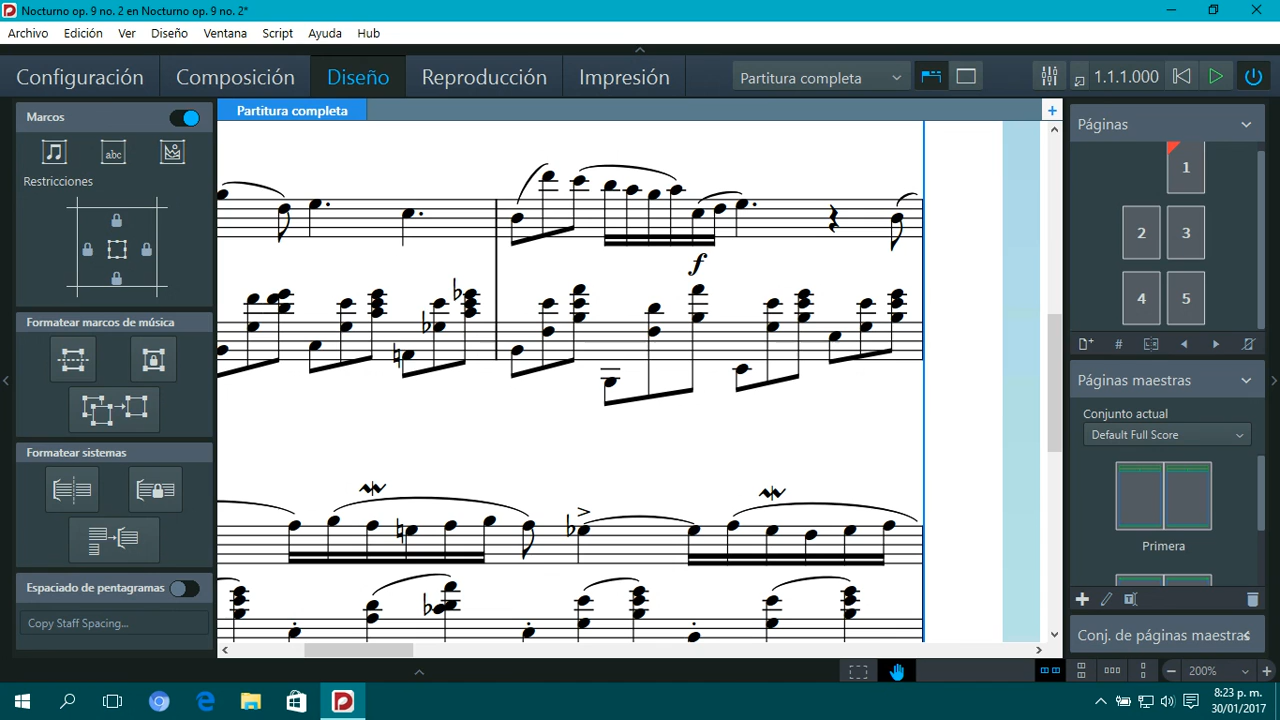 Nocturno op. 9 no. 2 en Nocturno op. 9 no. 2*
Archivo Edición Ver Diseño Ventana Script Ayuda Hub
Configuración Composición Diseño Reproducción Impresión Partitura completa 1.1.1.000
Marcos
abc
Restricciones
Formatear marcos de música
Formatear sistemas
Espaciado de pentagramas
Copy Staff Spacing...
Partitura completa
f
Páginas
1
2 3
4 5
#
Páginas maestras
Conjunto actual
Default Full Score
Primera
Conj. de páginas maestras
200%
8:23 p. m.
30/01/2017